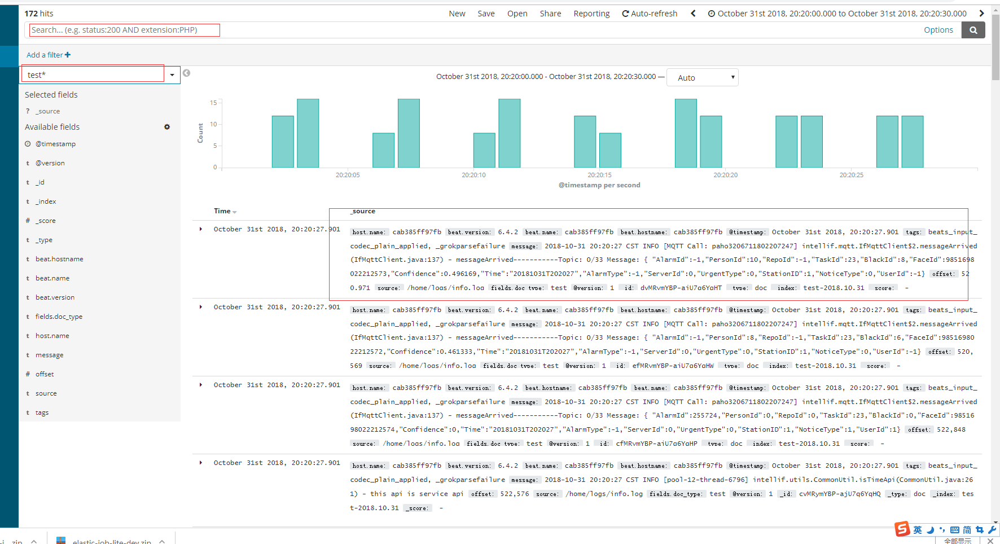 172 hits
New Save Open Share Reporting Auto-refresh October 31st 2018, 20:20:00.000 to October 31st 2018, 20:20:30.000
Search... (e.g. status:200 AND extension:PHP)
Options
Add a filter
test*
October 31st 2018, 20:20:00.000 - October 31st 2018, 20:20:30.000 — Auto
Selected fields
? _source
Available fields
@timestamp
t @version
t _id
t _index
# _score
t _type
t beat.hostname
t beat.name
t beat.version
t fields.doc_type
t host.name
t message
# offset
t source
t tags
Count
15
10
5
0
20:20:05 20:20:10 20:20:15 20:20:20 20:20:25
@timestamp per second
Time _source
October 31st 2018, 20:20:27.901
host.name: cab385ff97fb beat.version: 6.4.2 beat.name: cab385ff97fb beat.hostname: cab385ff97fb @timestamp: October 31st 2018, 20:20:27.901 tags: beats_input_
codec_plain_applied, _grokparsefailure message: 2018-10-31 20:20:27 CST INFO [MQTT Call: paho3206711802207247] intellif.mqtt.IfMqttClient$2.messageArrived
(IfMqttClient.java:137) - messageArrived-----------Topic: 0/33 Message: { "AlarmId":-1,"PersonId":10,"RepoId":-1,"TaskId":23,"BlackId":8,"FaceId":9851698
022212573,"Confidence":0.496169,"Time":"20181031T202027","AlarmType":-1,"ServerId":0,"UrgentType":0,"StationID":1,"NoticeType":0,"UserId":-1} offset: 52
0,971 source: /home/logs/info.log fields.doc_type: test @version: 1 _id: dvMRymYBP-ajU7q6YqHT _type: doc _index: test-2018.10.31 _score: -
October 31st 2018, 20:20:27.901
host.name: cab385ff97fb beat.version: 6.4.2 beat.name: cab385ff97fb beat.hostname: cab385ff97fb @timestamp: October 31st 2018, 20:20:27.901 tags: beats_input_
codec_plain_applied, _grokparsefailure message: 2018-10-31 20:20:27 CST INFO [MQTT Call: paho3206711802207247] intellif.mqtt.IfMqttClient$2.messageArrived
(IfMqttClient.java:137) - messageArrived-----------Topic: 0/33 Message: { "AlarmId":-1,"PersonId":8,"RepoId":-1,"TaskId":23,"BlackId":6,"FaceId":98516980
22212572,"Confidence":0.461333,"Time":"20181031T202027","AlarmType":-1,"ServerId":0,"UrgentType":0,"StationID":1,"NoticeType":0,"UserId":-1} offset: 520,
569 source: /home/logs/info.log fields.doc_type: test @version: 1 _id: efMRymYBP-ajU7q6YqHW _type: doc _index: test-2018.10.31 _score: -
October 31st 2018, 20:20:27.901
host.name: cab385ff97fb beat.version: 6.4.2 beat.hostname: cab385ff97fb beat.name: cab385ff97fb @timestamp: October 31st 2018, 20:20:27.901 tags: beats_input_
codec_plain_applied, _grokparsefailure message: 2018-10-31 20:20:27 CST INFO [MQTT Call: paho3206711802207247] intellif.mqtt.IfMqttClient$2.messageArrived
(IfMqttClient.java:137) - messageArrived-----------Topic: 0/33 Message: { "AlarmId":255724,"PersonId":0,"RepoId":0,"TaskId":23,"BlackId":0,"FaceId":98516
98022212574,"Confidence":0,"Time":"20181031T202027","AlarmType":-1,"ServerId":0,"UrgentType":0,"StationID":1,"NoticeType":1,"UserId":1} offset: 522,848
source: /home/logs/info.log fields.doc_type: test @version: 1 _id: cfMRymYBP-ajU7q6YqHP _type: doc _index: test-2018.10.31 _score: -
October 31st 2018, 20:20:27.901
host.name: cab385ff97fb beat.version: 6.4.2 beat.name: cab385ff97fb beat.hostname: cab385ff97fb @timestamp: October 31st 2018, 20:20:27.901 tags: beats_input_
codec_plain_applied, _grokparsefailure message: 2018-10-31 20:20:27 CST INFO [pool-12-thread-6796] intellif.utils.CommonUtil.isTimeApi(CommonUtil.java:26
1) - this api is service api offset: 522,576 source: /home/logs/info.log fields.doc_type: test @version: 1 _id: cvMRymYBP-ajU7q6YqHQ _type: doc _index: tes
t-2018.10.31 _score: -
英 简
elastic-job-lite-dev.zip
全部显示